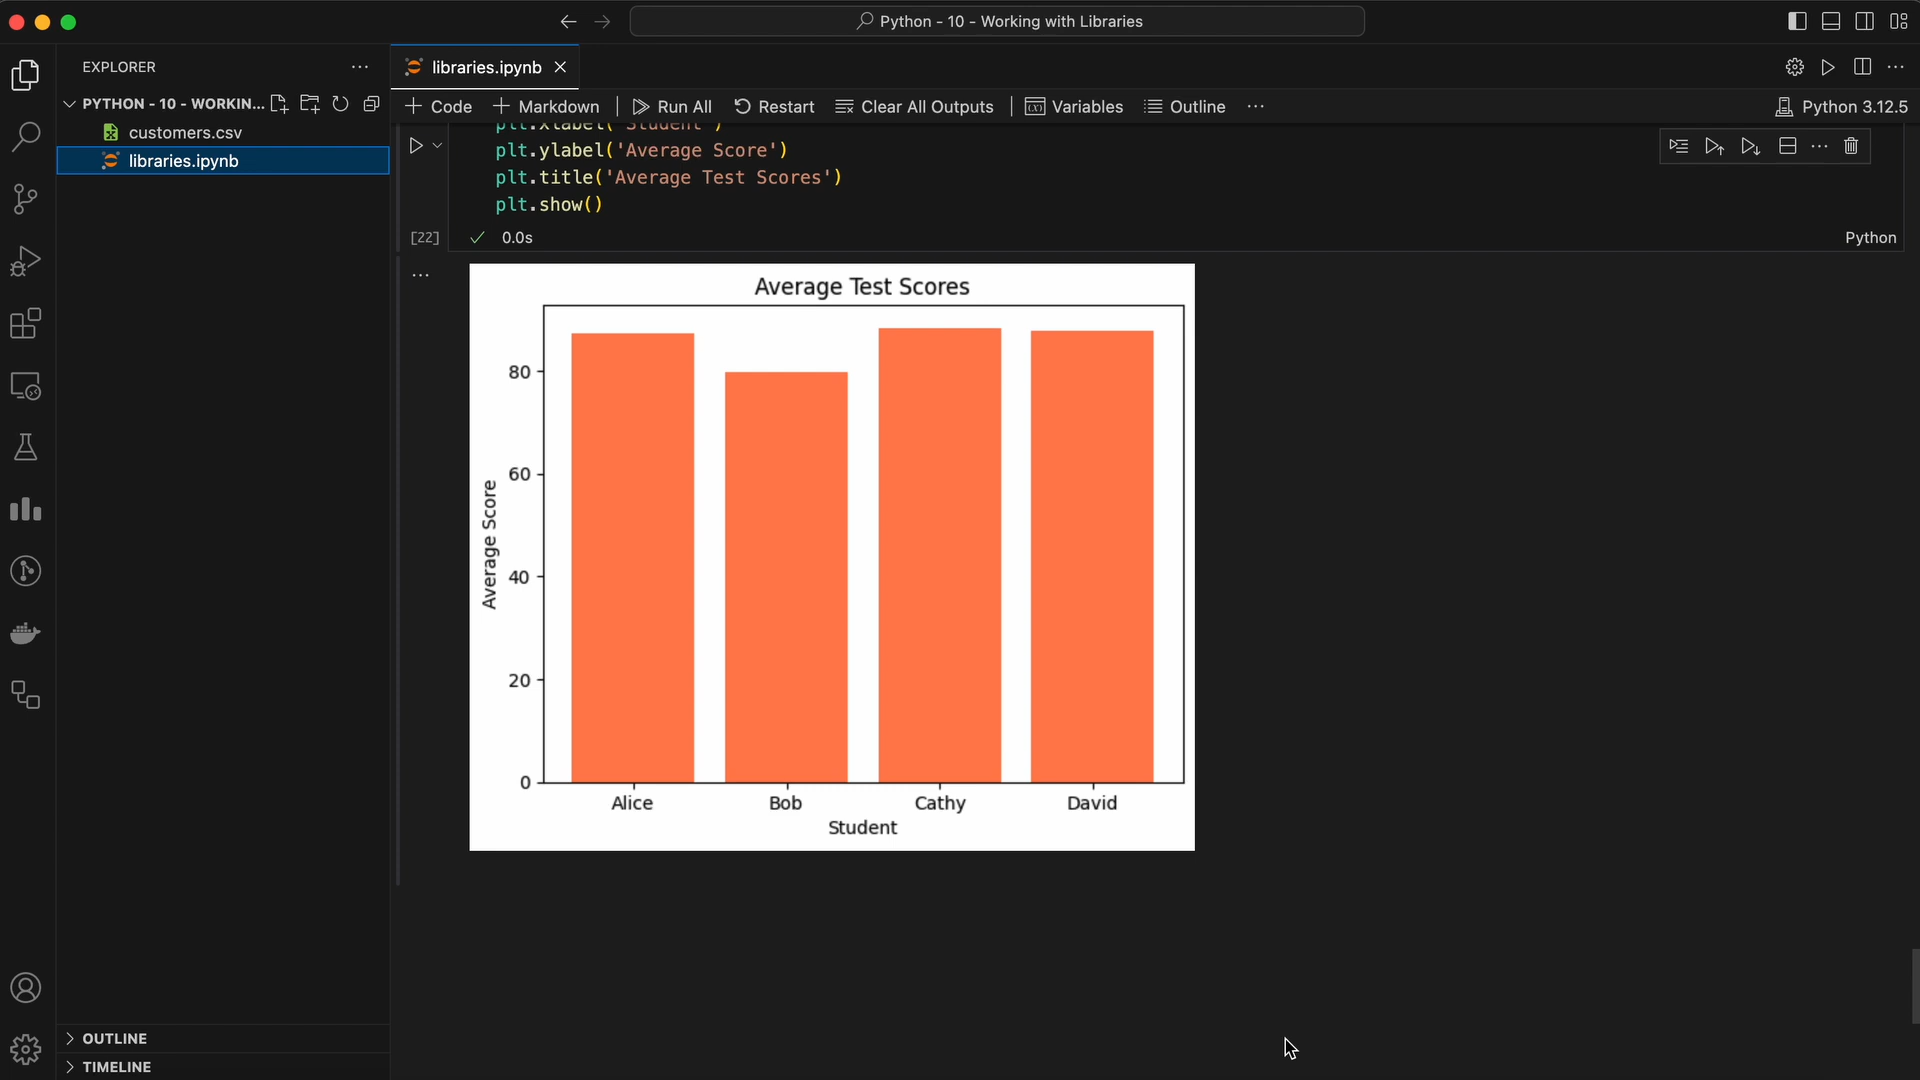 Python - 10 - Working with Libraries
EXPLORER
PYTHON - 10 - WORKIN...
customers.csv
libraries.ipynb
OUTLINE
TIMELINE
libraries.ipynb
Code Markdown Run All Restart Clear All Outputs Variables Outline ... Python 3.12.5
plt.xlabel('Student')
plt.ylabel('Average Score')
plt.title('Average Test Scores')
plt.show()
[22] 0.0s Python
Average Test Scores
80
60
40
20
0
Average Score
Alice Bob Cathy David
Student